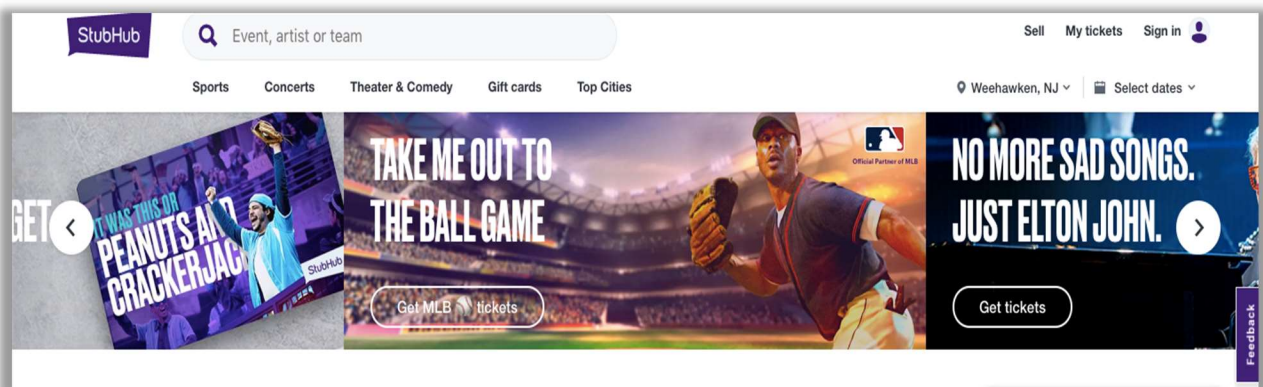 StubHub
Event, artist or team
Sell
My tickets
Sign in
Sports
Concerts
Theater & Comedy
Gift cards
Top Cities
Weehawken, NJ
Select dates
GET
IT WAS THIS OR
PEANUTS AND
CRACKERJAC
StubHub
TAKE ME OUT TO
THE BALL GAME
Official Partner of MLB
Get MLB tickets
NO MORE SAD SONGS.
JUST ELTON JOHN.
Get tickets
Feedback